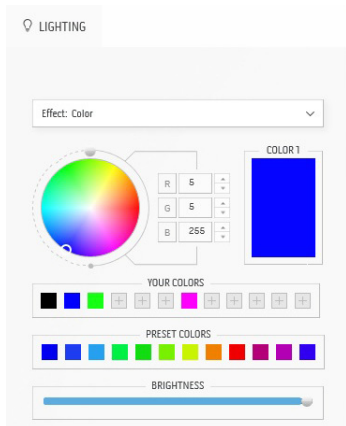 LIGHTING
Effect: Color
COLOR 1
R 5
G 5
B 255
YOUR COLORS
PRESET COLORS
BRIGHTNESS